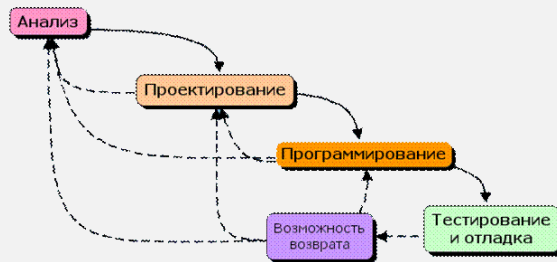 Анализ
Проектирование
Программирование
Возможность
возврата
Тестирование
и отладка